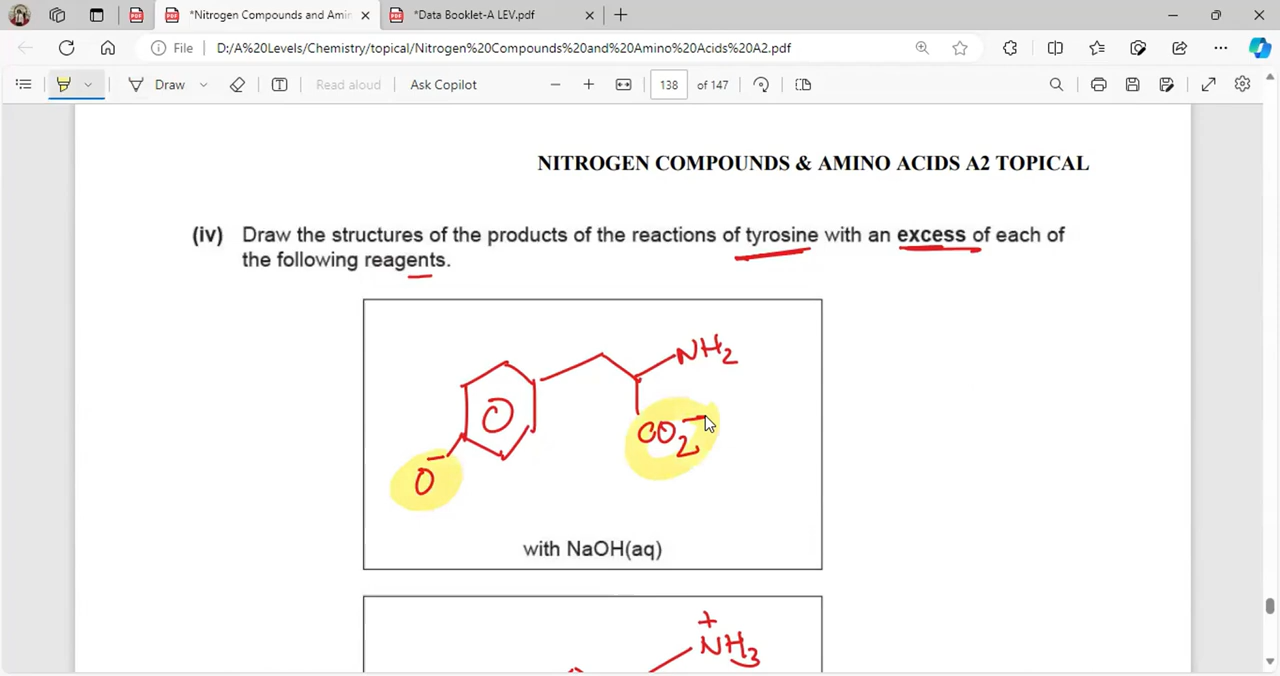 *Nitrogen Compounds and Amin
*Data Booklet-A LEV.pdf
File
D:/A%20Levels/Chemistry/topical/Nitrogen%20Compounds%20and%20Amino%20Acids%20A2.pdf
Draw
Read aloud
Ask Copilot
138 of 147
NITROGEN COMPOUNDS & AMINO ACIDS A2 TOPICAL
(iv) Draw the structures of the products of the reactions of tyrosine with an excess of each of
the following reagents.
NH2
CO2−
O−
with NaOH(aq)
+
NH3